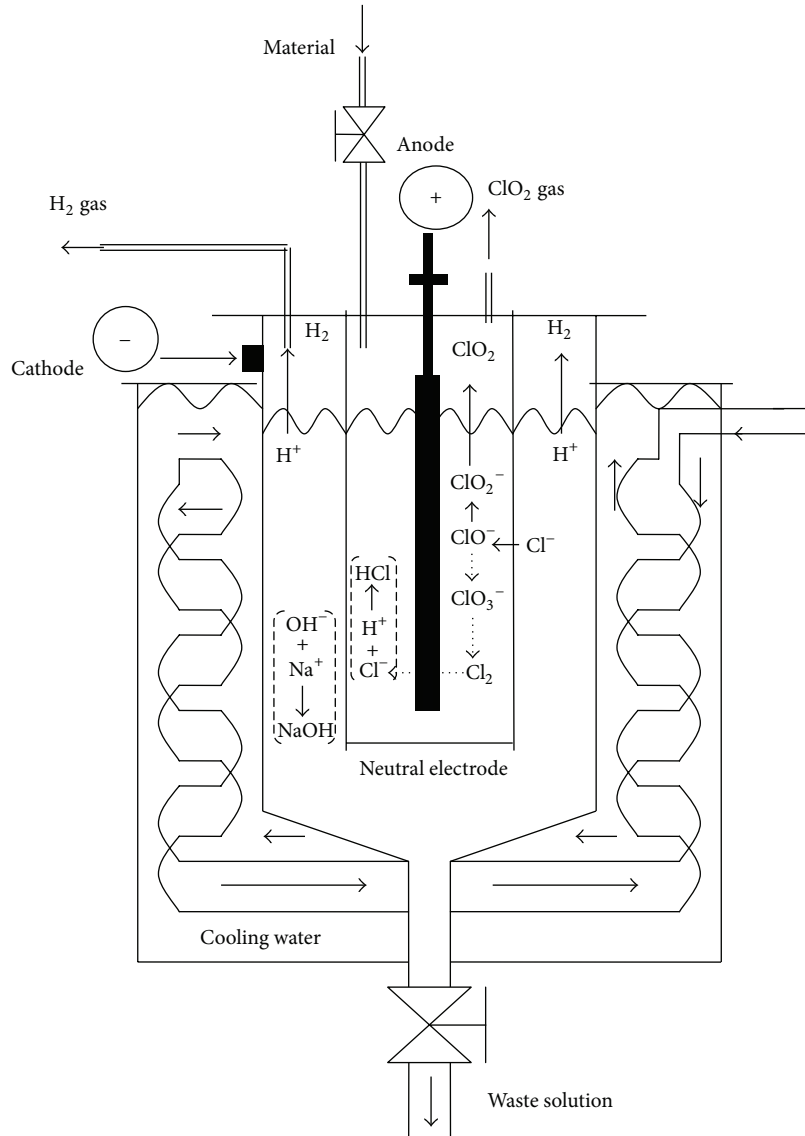 Material
Anode
+
ClO₂ gas
H₂ gas
−
Cathode
H₂
ClO₂
H₂
H⁺
H⁺
ClO₂⁻
ClO⁻
Cl⁻
ClO₃⁻
Cl₂
HCl
H⁺
+
Cl⁻
OH⁻
+
Na⁺
NaOH
Neutral electrode
Cooling water
Waste solution